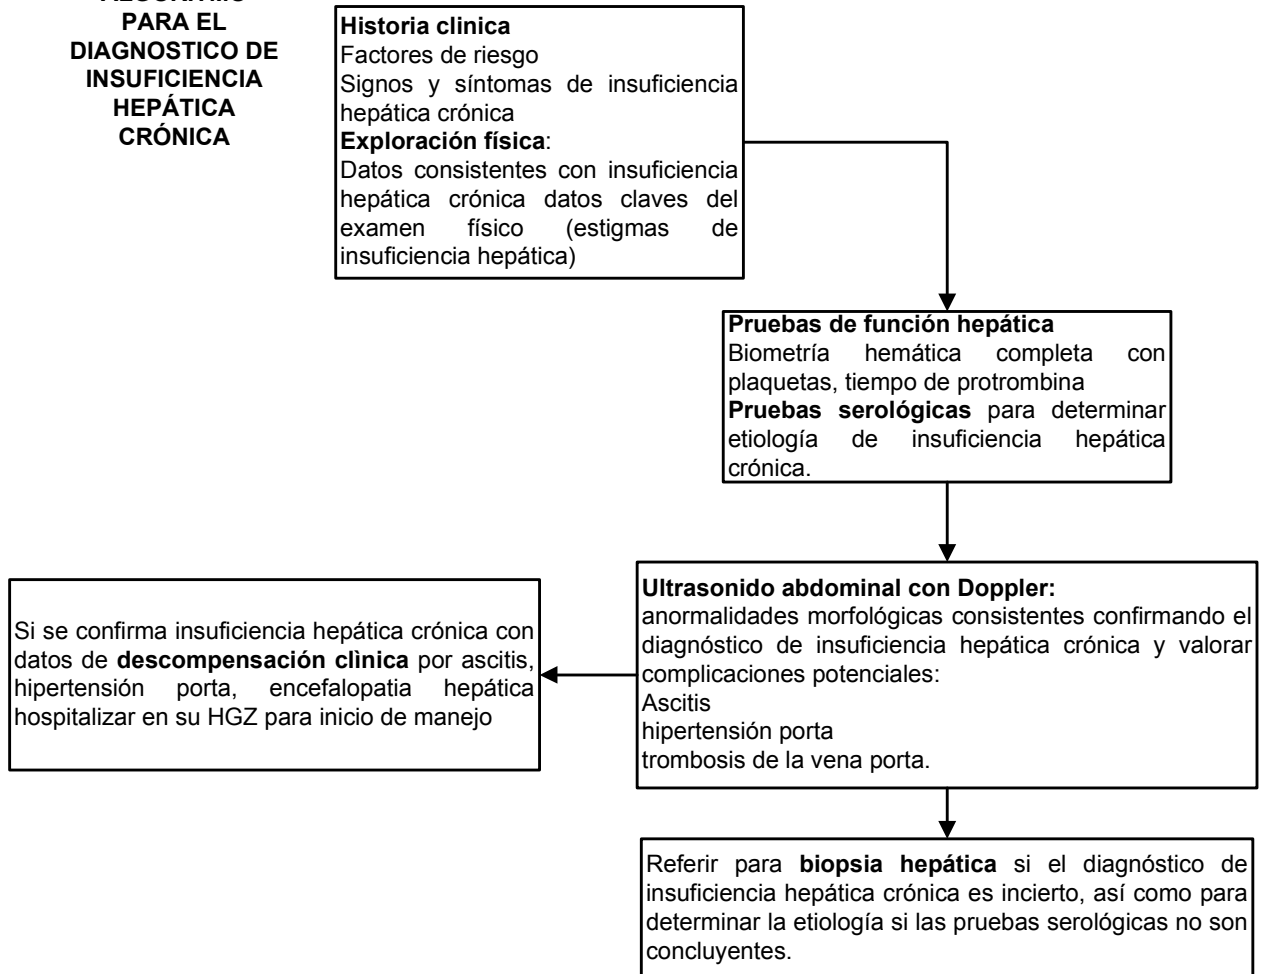 PARA EL
DIAGNOSTICO DE
INSUFICIENCIA
HEPÁTICA
CRÓNICA
Historia clinica
Factores de riesgo
Signos y síntomas de insuficiencia
hepática crónica
Exploración física:
Datos consistentes con insuficiencia
hepática crónica datos claves del
examen físico (estigmas de
insuficiencia hepática)
Pruebas de función hepática
Biometría hemática completa con
plaquetas, tiempo de protrombina
Pruebas serológicas para determinar
etiología de insuficiencia hepática
crónica.
Ultrasonido abdominal con Doppler:
anormalidades morfológicas consistentes confirmando el
diagnóstico de insuficiencia hepática crónica y valorar
complicaciones potenciales:
Ascitis
hipertensión porta
trombosis de la vena porta.
Si se confirma insuficiencia hepática crónica con
datos de descompensación clìnica por ascitis,
hipertensión porta, encefalopatia hepática
hospitalizar en su HGZ para inicio de manejo
Referir para biopsia hepática si el diagnóstico de
insuficiencia hepática crónica es incierto, así como para
determinar la etiología si las pruebas serológicas no son
concluyentes.